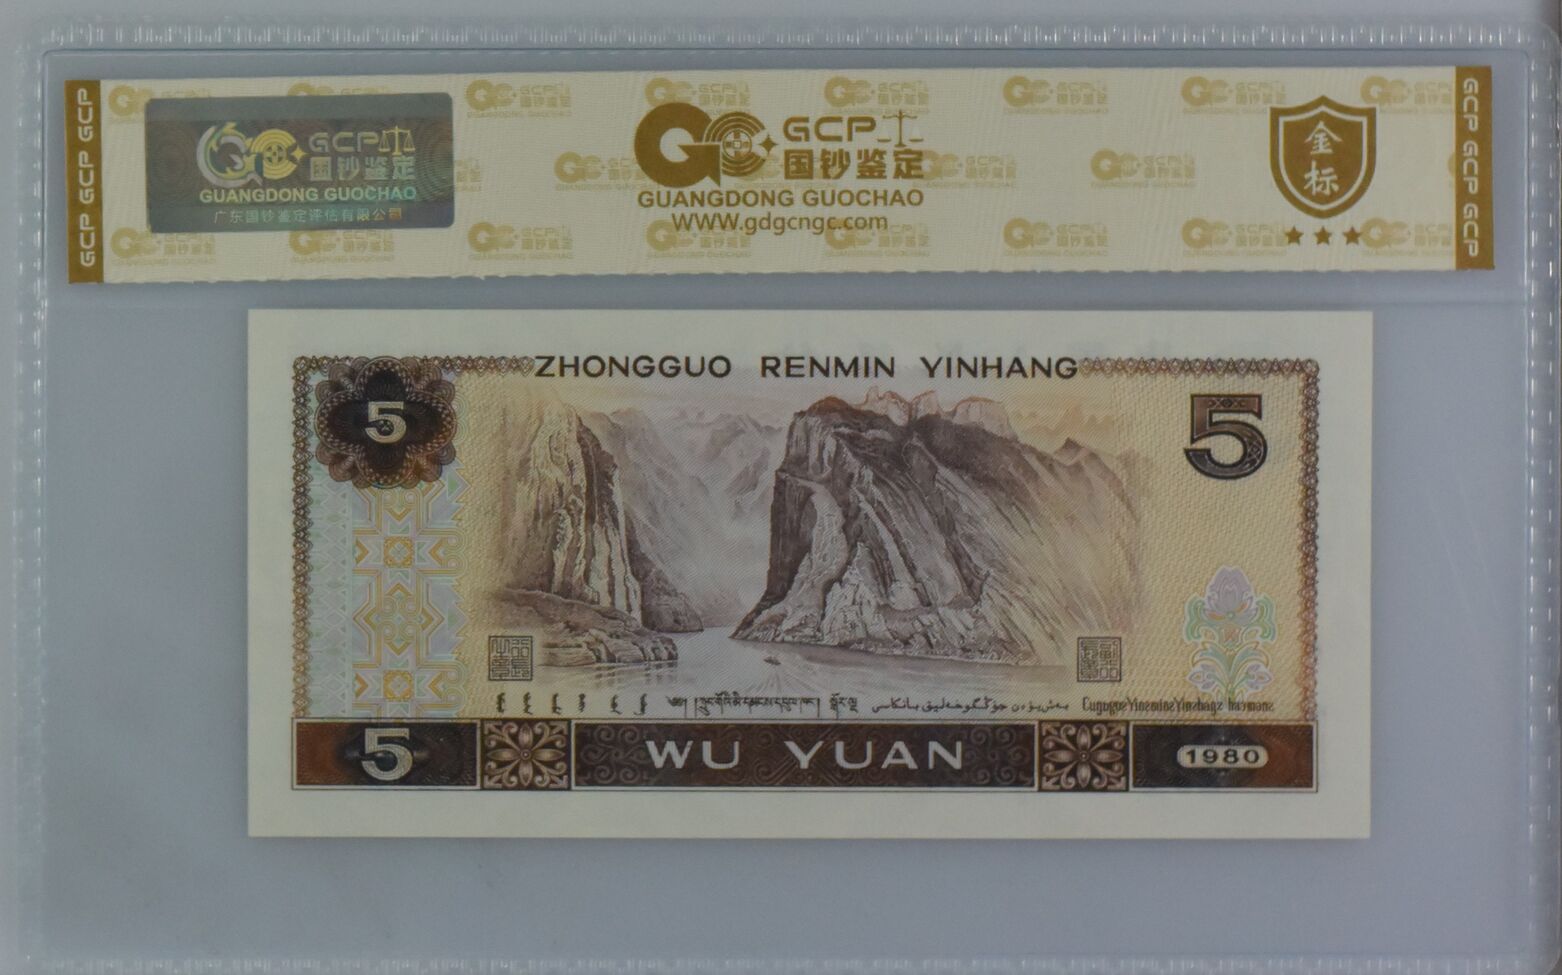 GCP GCP GCP
GCP 国钞鉴定
GUANGDONG GUOCHAO
广东国钞鉴定评估有限公司
GCP 国钞鉴定
GUANGDONG GUOCHAO
WWW.gdgcngc.com
金标
GCP GCP GCP
ZHONGGUO RENMIN YINHANG
5
5
5
WU YUAN
1980